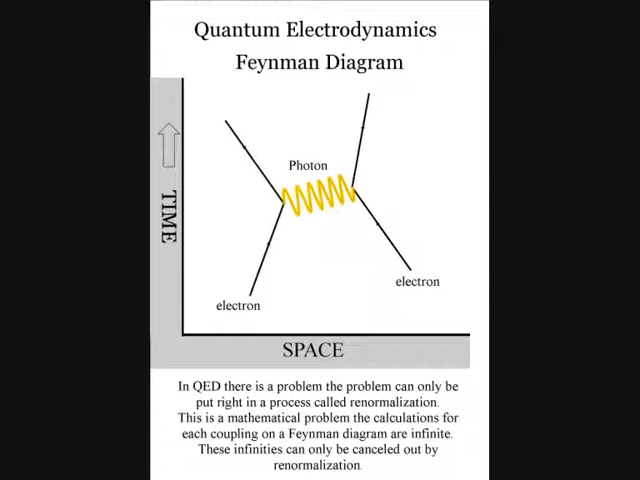 Quantum Electrodynamics
Feynman Diagram
Photon
TIME
electron
electron
SPACE
In QED there is a problem the problem can only be
put right in a process called renormalization.
This is a mathematical problem the calculations for
each coupling on a Feynman diagram are infinite.
These infinities can only be canceled out by
renormalization.